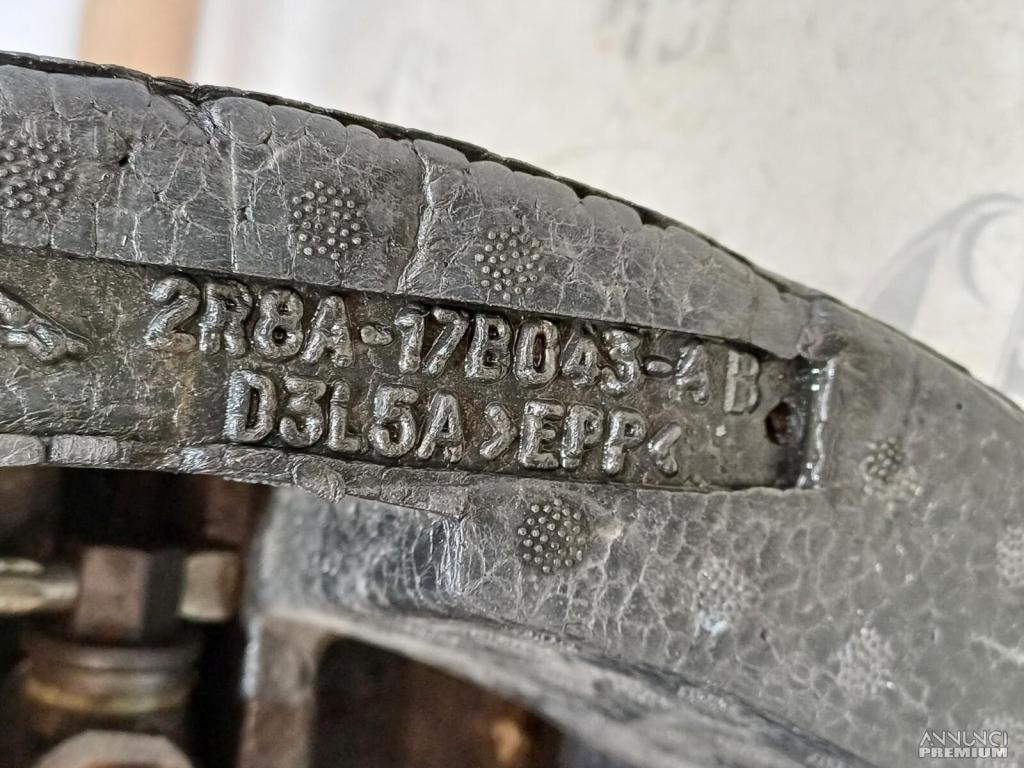 2R8A-17B043-AB
D3L5A >EPP<
ANNUNCI
PREMIUM